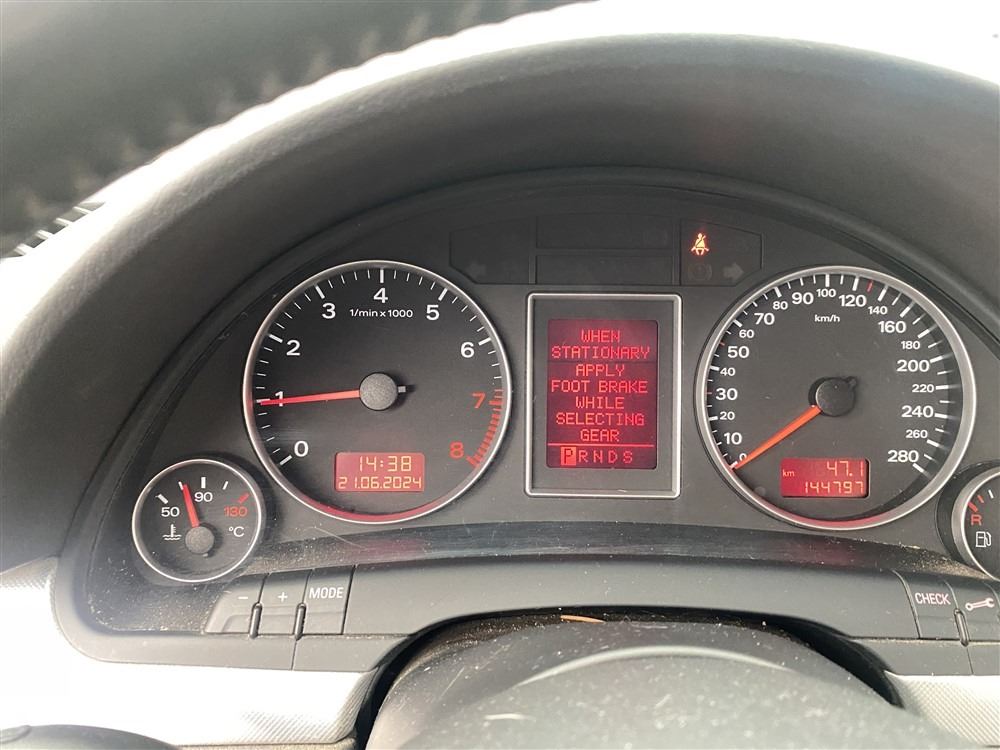 0
1
2
3
4
5
6
7
8
1/min x 1000
14:38
21.06.2024
50
90
130
°C
WHEN
STATIONARY
APPLY
FOOT BRAKE
WHILE
SELECTING
GEAR
P R N D S
0
10
20
30
40
50
60
70
80
90
100
120
140
160
180
200
220
240
260
280
km/h
km 47.1
144797
R
- + MODE
CHECK